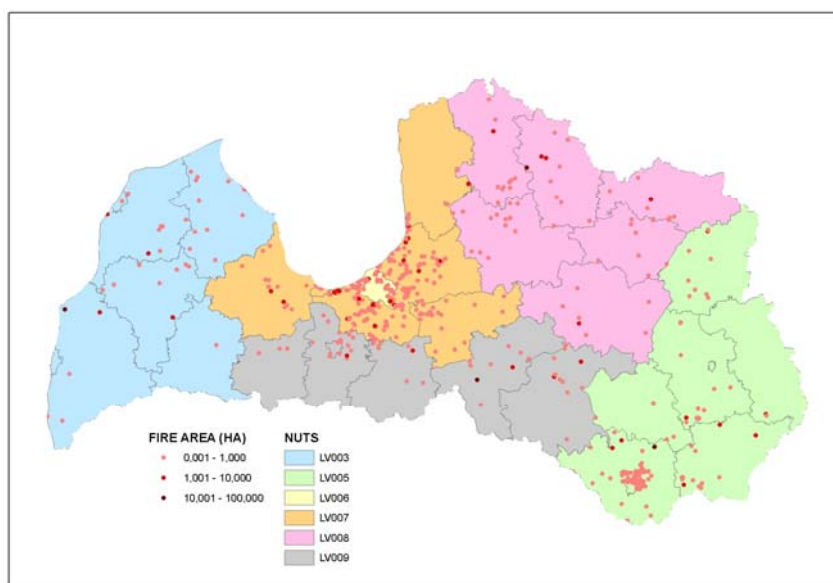 FIRE AREA (HA)
0,001 - 1,000
1,001 - 10,000
10,001 - 100,000
NUTS
LV003
LV005
LV006
LV007
LV008
LV009